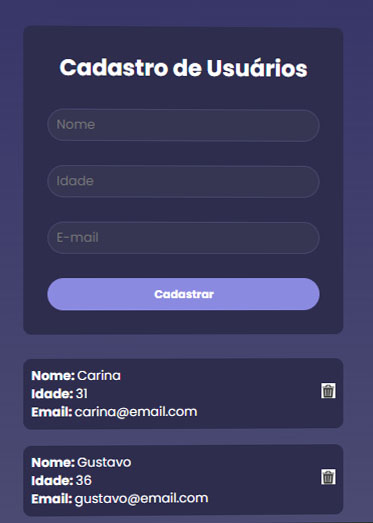 Cadastro de Usuários
Nome
Idade
E-mail
Cadastrar
Nome: Carina
Idade: 31
Email: carina@email.com
Nome: Gustavo
Idade: 36
Email: gustavo@email.com